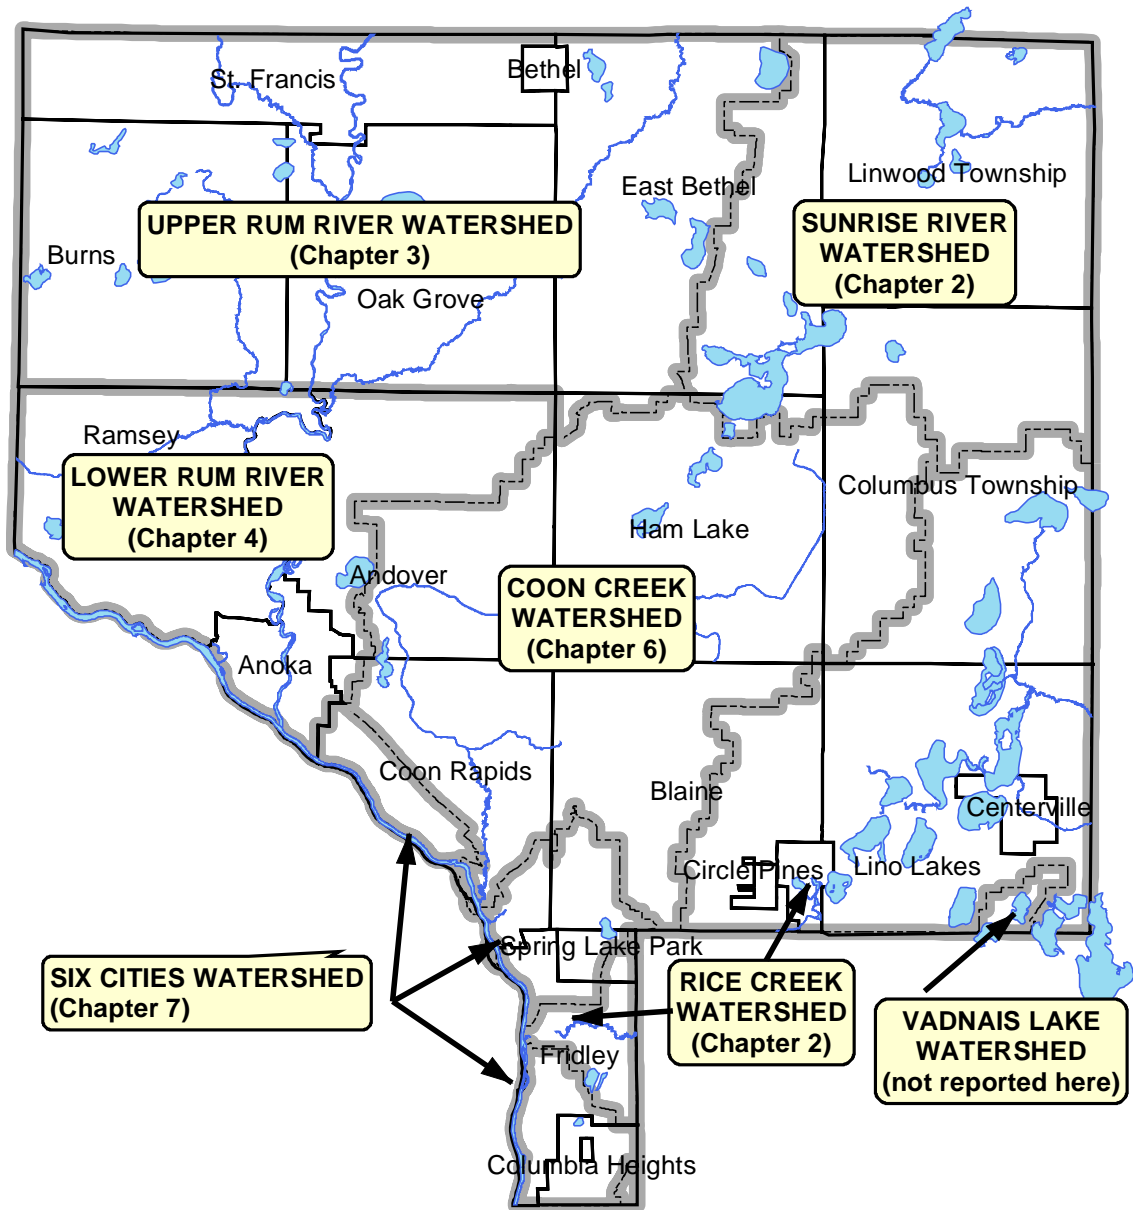 St. Francis
Bethel
Linwood Township
East Bethel
UPPER RUM RIVER WATERSHED
(Chapter 3)
SUNRISE RIVER
WATERSHED
(Chapter 2)
Burns
Oak Grove
Ramsey
LOWER RUM RIVER
WATERSHED
(Chapter 4)
Columbus Township
Ham Lake
Andover
COON CREEK
WATERSHED
(Chapter 6)
Anoka
Coon Rapids
Blaine
Centerville
Circle Pines
Lino Lakes
Spring Lake Park
SIX CITIES WATERSHED
(Chapter 7)
RICE CREEK
WATERSHED
(Chapter 2)
VADNAIS LAKE
WATERSHED
(not reported here)
Fridley
Columbia Heights